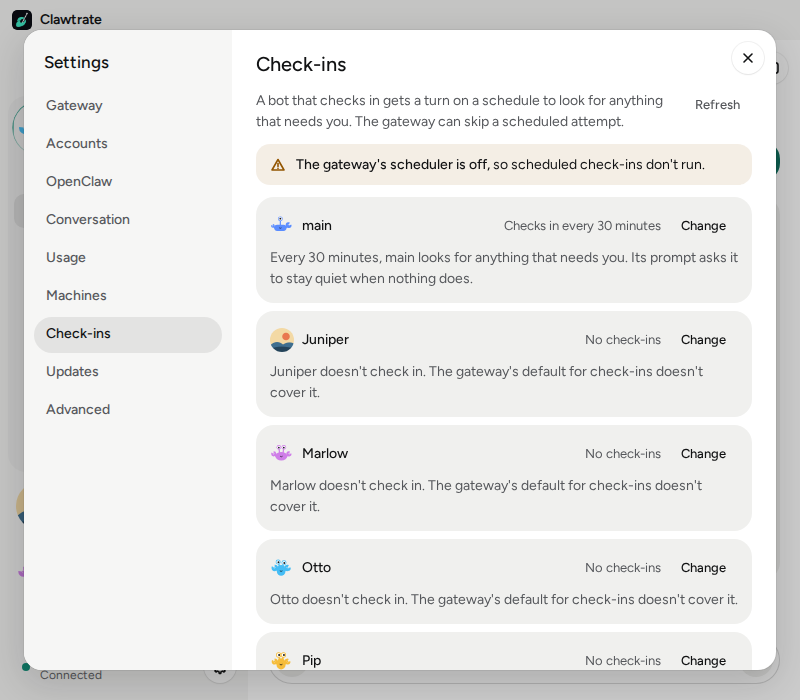 Clawtrate
Settings
Gateway
Accounts
OpenClaw
Conversation
Usage
Machines
Check-ins
Updates
Advanced
Check-ins
A bot that checks in gets a turn on a schedule to look for anything
that needs you. The gateway can skip a scheduled attempt.
Refresh
The gateway's scheduler is off, so scheduled check-ins don't run.
main
Checks in every 30 minutes
Change
Every 30 minutes, main looks for anything that needs you. Its prompt asks it
to stay quiet when nothing does.
Juniper
No check-ins
Change
Juniper doesn't check in. The gateway's default for check-ins doesn't
cover it.
Marlow
No check-ins
Change
Marlow doesn't check in. The gateway's default for check-ins doesn't
cover it.
Otto
No check-ins
Change
Otto doesn't check in. The gateway's default for check-ins doesn't cover it.
Pip
No check-ins
Change
Connected